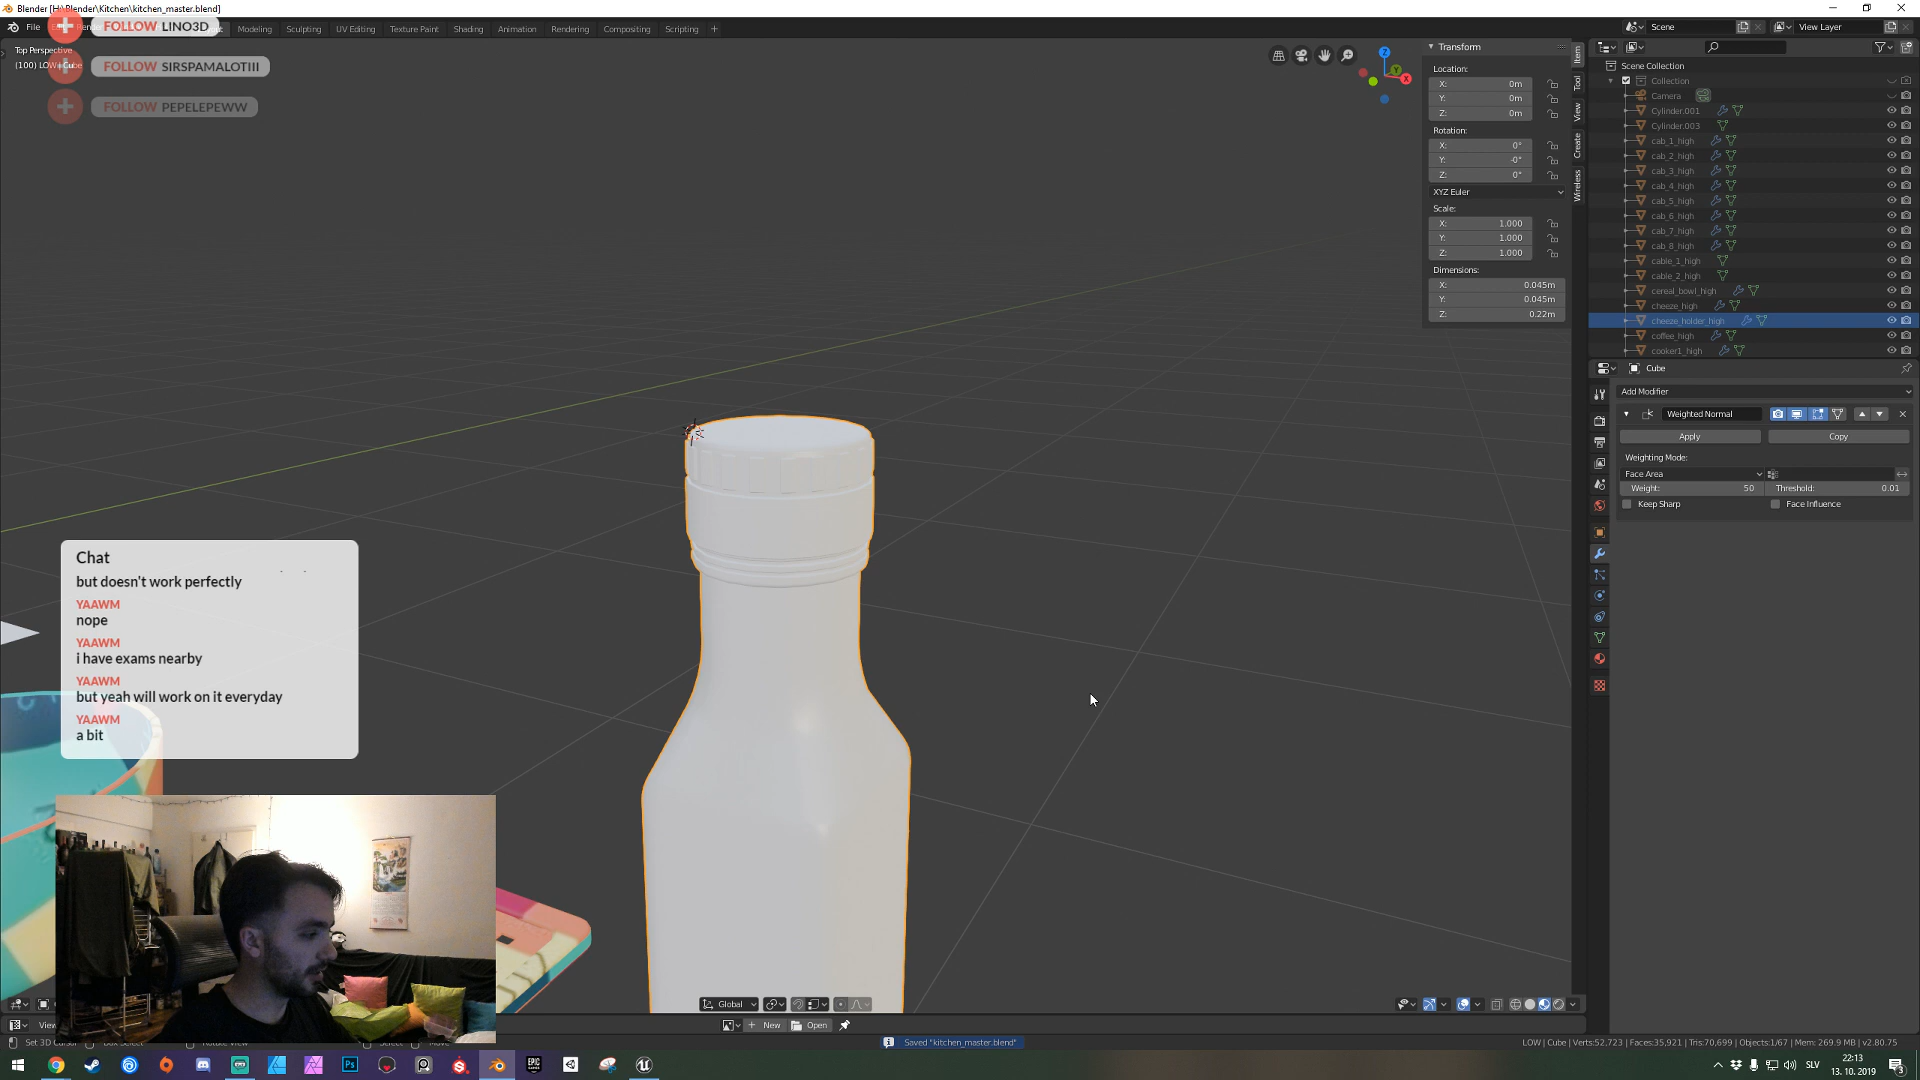 Blender [H:\Blender\Kitchen\kitchen_master.blend]
File
Modeling
Sculpting
UV Editing
Texture Paint
Shading
Animation
Rendering
Compositing
Scripting
Scene
View Layer
FOLLOW LINO3D
FOLLOW SIRSPAMALOTIII
FOLLOW PEPELEPEWW
Top Perspective
Transform
Location:
X: 0m
Y: 0m
Z: 0m
Rotation:
X: 0°
Y: -0°
Z: 0°
XYZ Euler
Scale:
X: 1.000
Y: 1.000
Z: 1.000
Dimensions:
X: 0.045m
Y: 0.045m
Z: 0.22m
Item
Tool
View
Create
Wireless
Scene Collection
Collection
Camera
Cylinder.001
Cylinder.003
cab_1_high
cab_2_high
cab_3_high
cab_4_high
cab_5_high
cab_6_high
cab_7_high
cab_8_high
cable_1_high
cable_2_high
cereal_bowl_high
cheeze_high
cheeze_holder_high
coffee_high
cooker1_high
Cube
Add Modifier
Weighted Normal
Apply
Copy
Weighting Mode:
Face Area
Weight: 50
Threshold: 0.01
Keep Sharp
Face Influence
Chat
but doesn't work perfectly
YAAWM
nope
YAAWM
i have exams nearby
YAAWM
but yeah will work on it everyday
YAAWM
a bit
Global
New
Open
Saved "kitchen_master.blend"
LOW | Cube | Verts:52,723 | Faces:35,921 | Tris:70,699 | Objects:1/67 | Mem: 269.9 MB | v2.80.75
SLV
22:13
13. 10. 2019